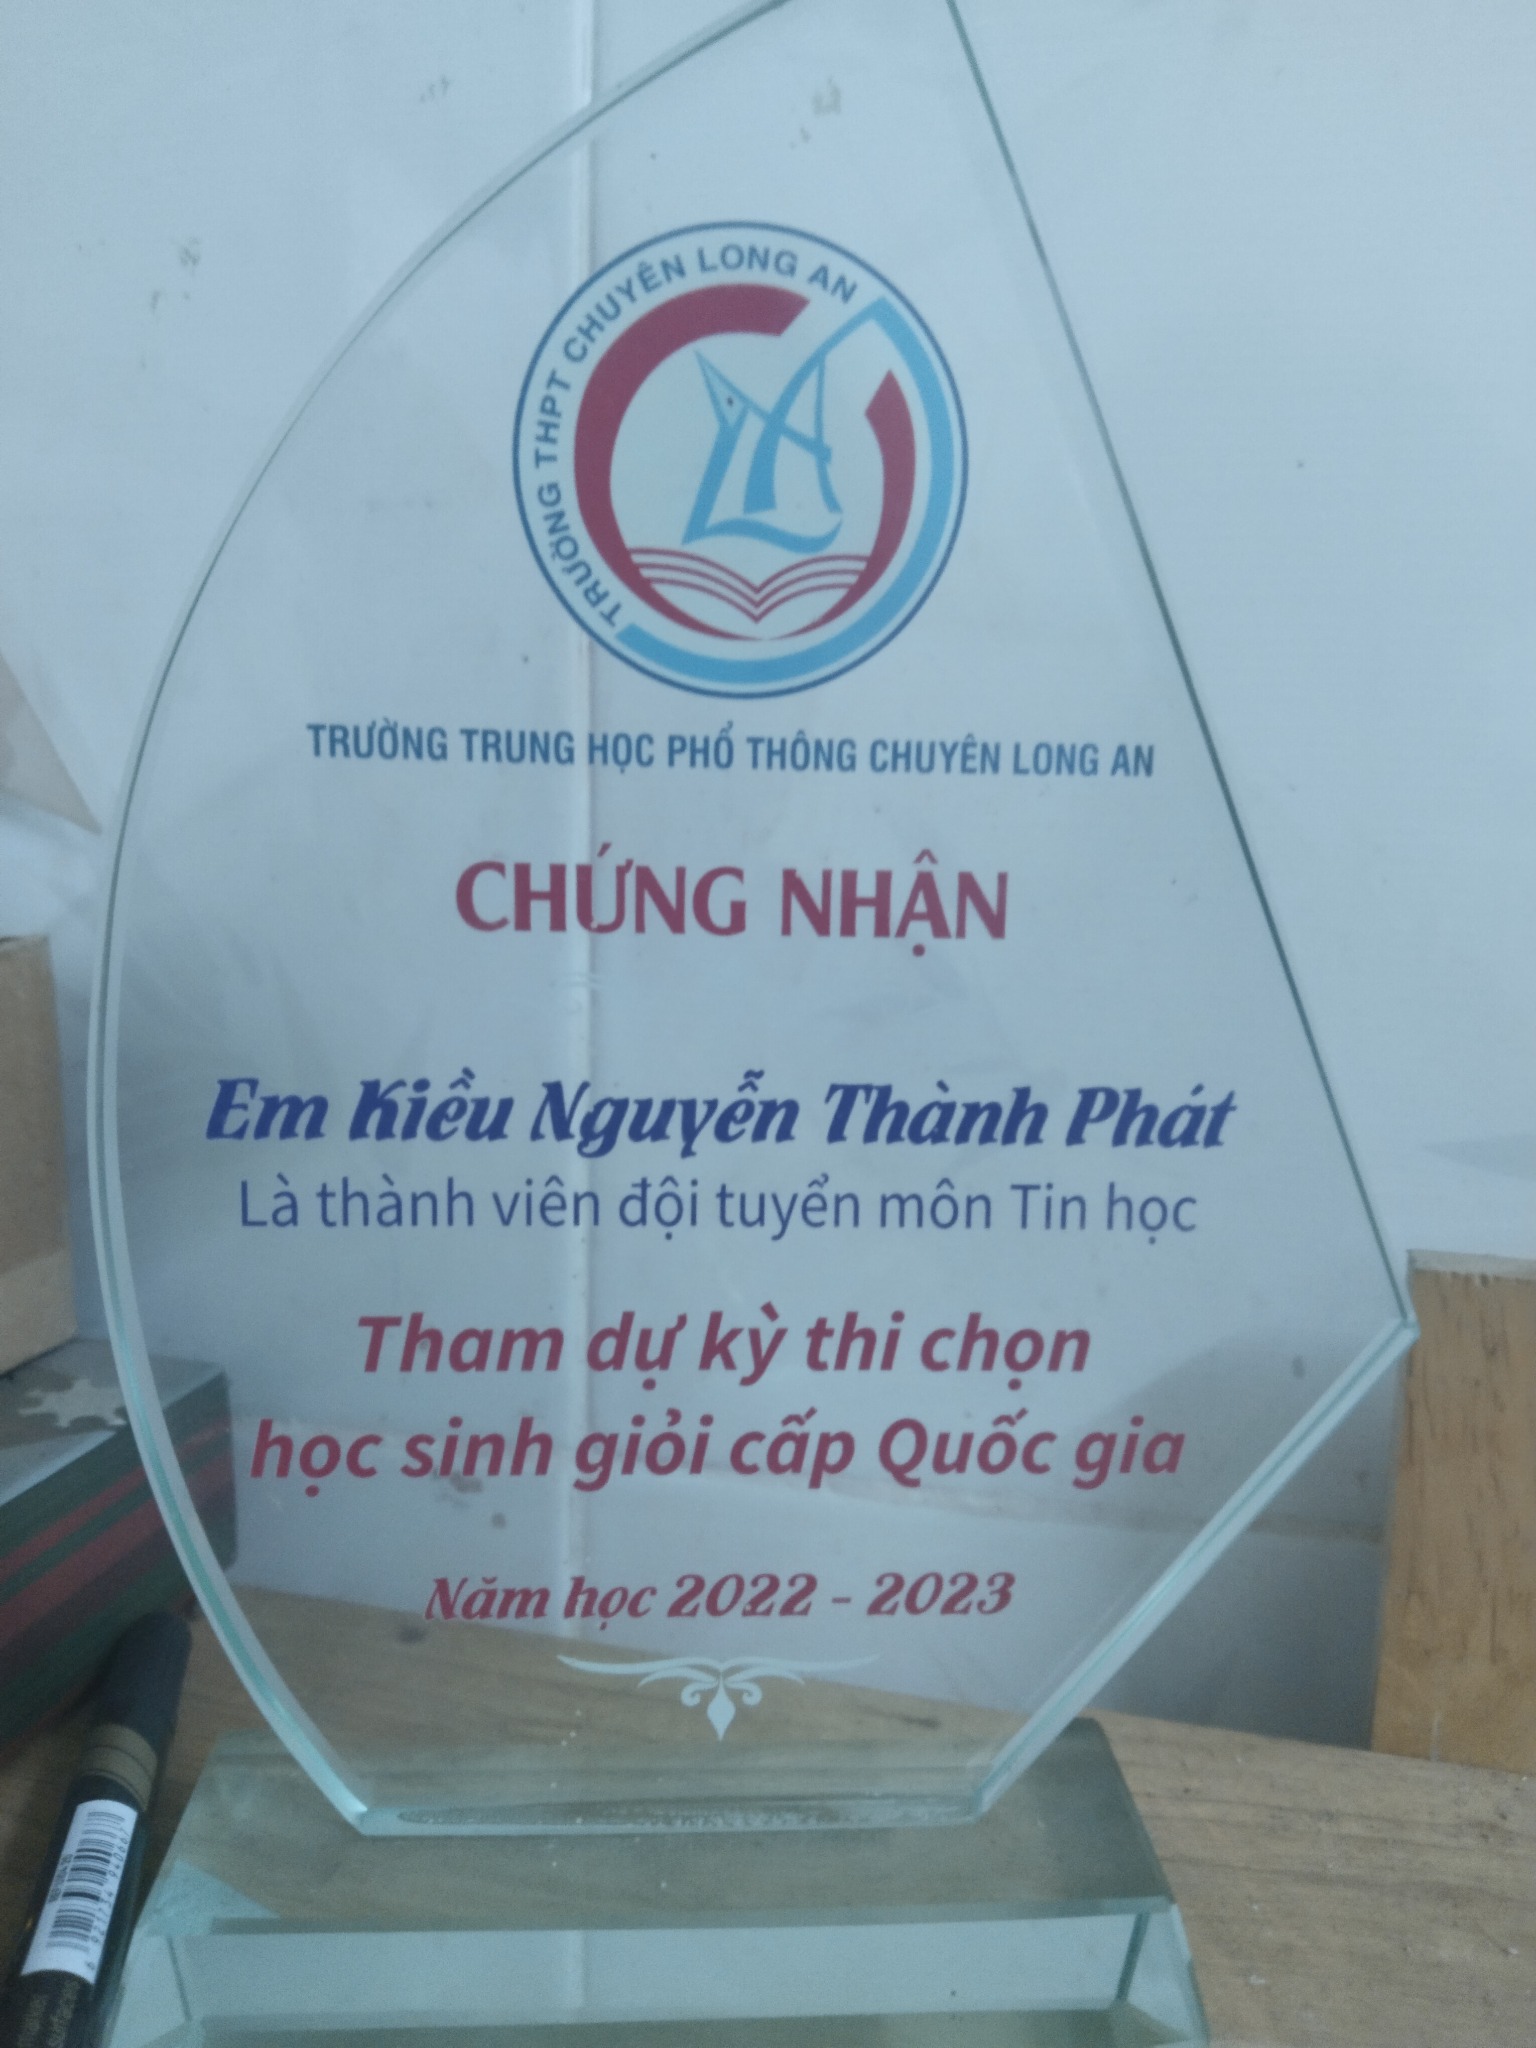 TRƯỜNG THPT CHUYÊN LONG AN
TRƯỜNG TRUNG HỌC PHỔ THÔNG CHUYÊN LONG AN
CHỨNG NHẬN
Em Kiều Nguyễn Thành Phát
Là thành viên đội tuyển môn Tin học
Tham dự kỳ thi chọn
học sinh giỏi cấp Quốc gia
Năm học 2022 - 2023